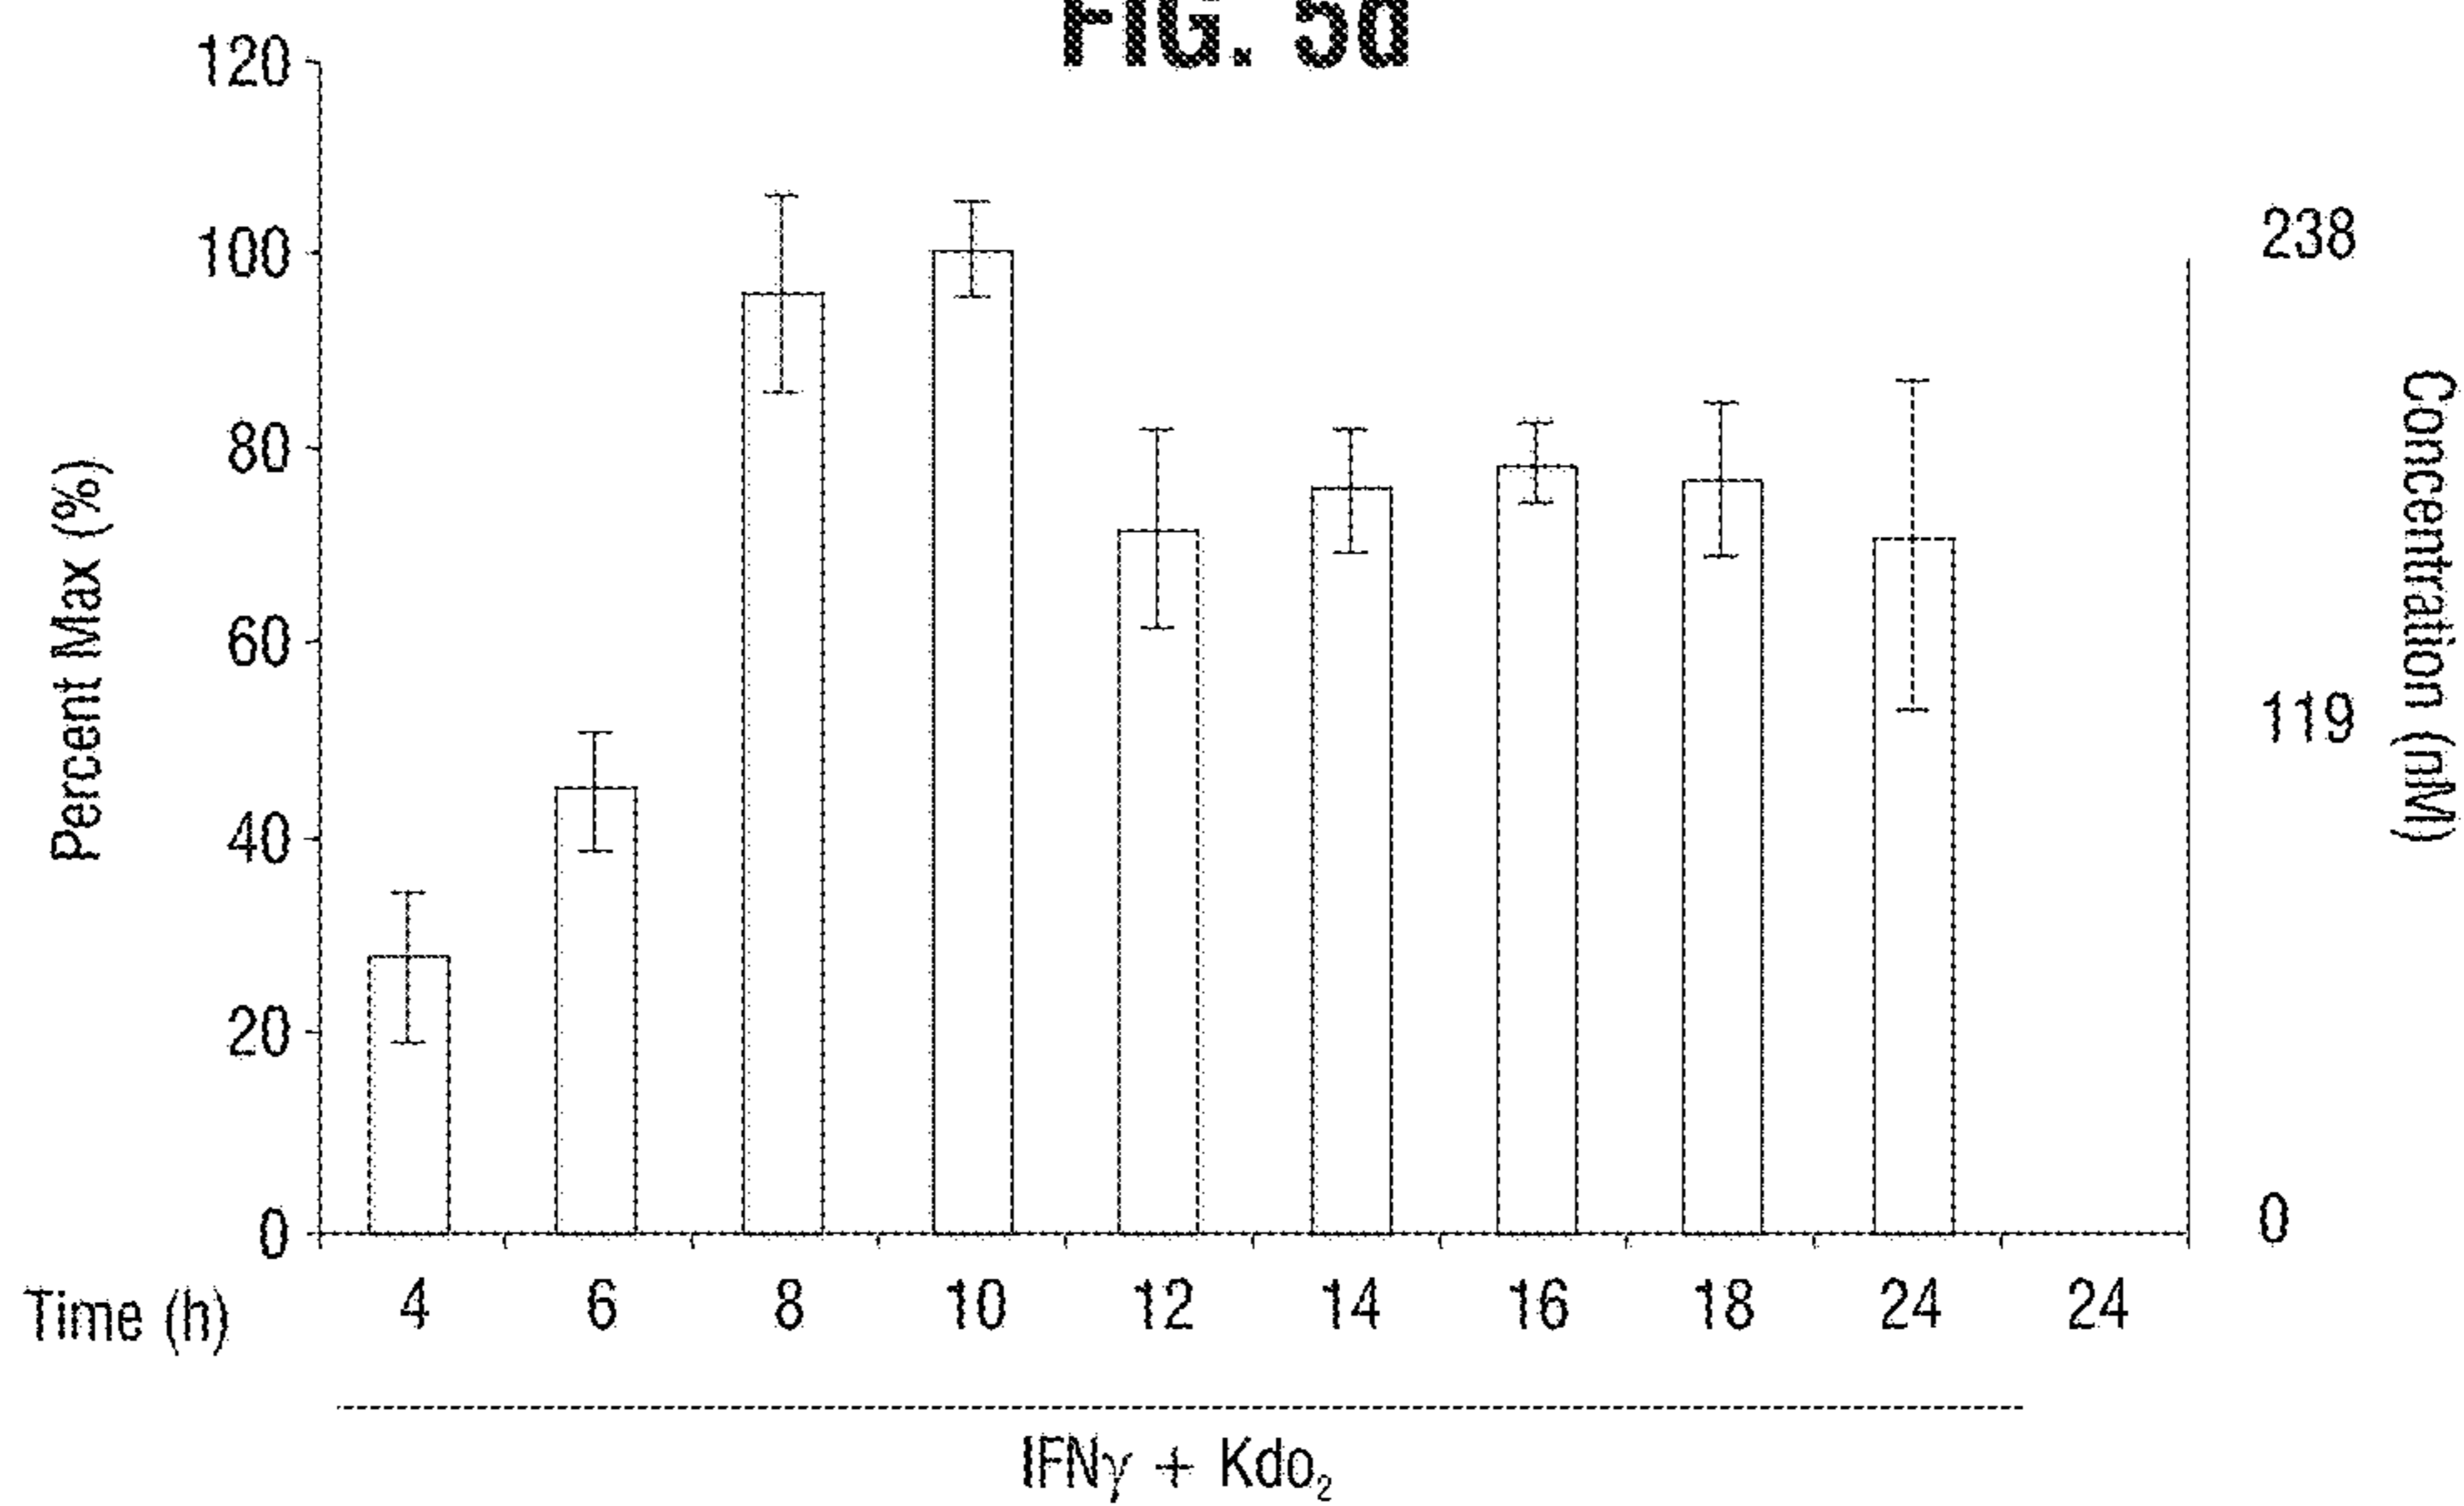 FIG. 5d
120
100
80
60
40
20
0
Percent Max (%)
238
119
0
Concentration (nM)
Time (h) 4 6 8 10 12 14 16 18 24 24
IFNγ + Kdo₂